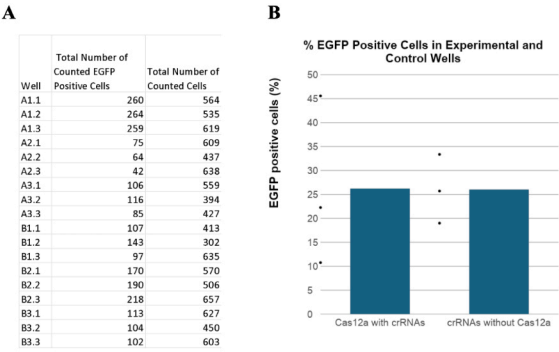 A
Well Total Number of Counted EGFP Positive Cells Total Number of Counted Cells
A1.1 260 564
A1.2 264 535
A1.3 259 619
A2.1 75 609
A2.2 64 437
A2.3 42 638
A3.1 106 559
A3.2 116 394
A3.3 85 427
B1.1 107 413
B1.2 143 302
B1.3 97 635
B2.1 170 570
B2.2 190 506
B2.3 218 657
B3.1 113 627
B3.2 104 450
B3.3 102 603
B
% EGFP Positive Cells in Experimental and
Control Wells
EGFP positive cells (%)
50
45
40
35
30
25
20
15
10
Cas12a with crRNAs crRNAs without Cas12a